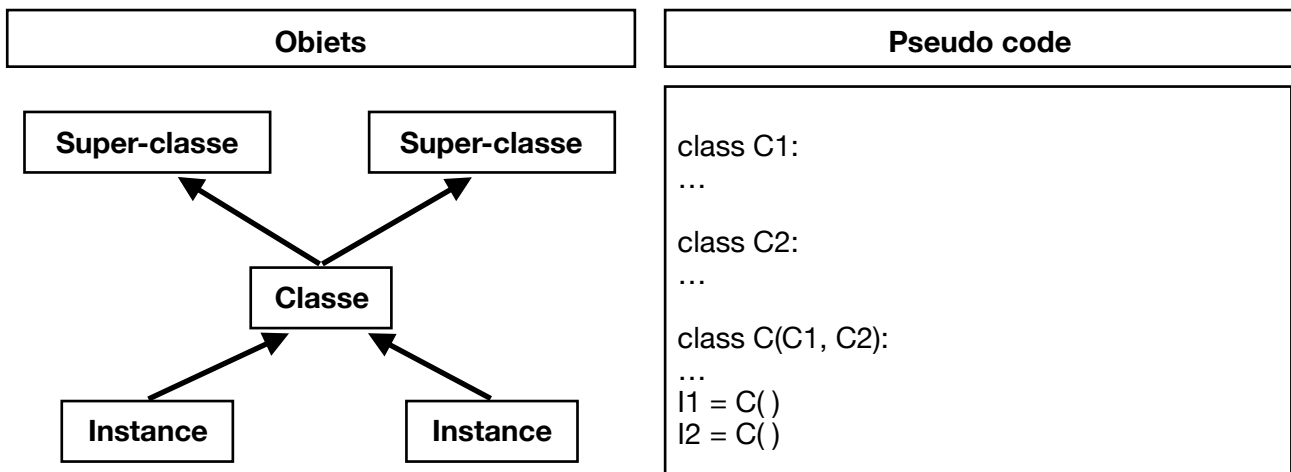 Objets
Super-classe
Super-classe
Classe
Instance
Instance
Pseudo code
class C1:
…
class C2:
…
class C(C1, C2):
…
I1 = C( )
I2 = C( )